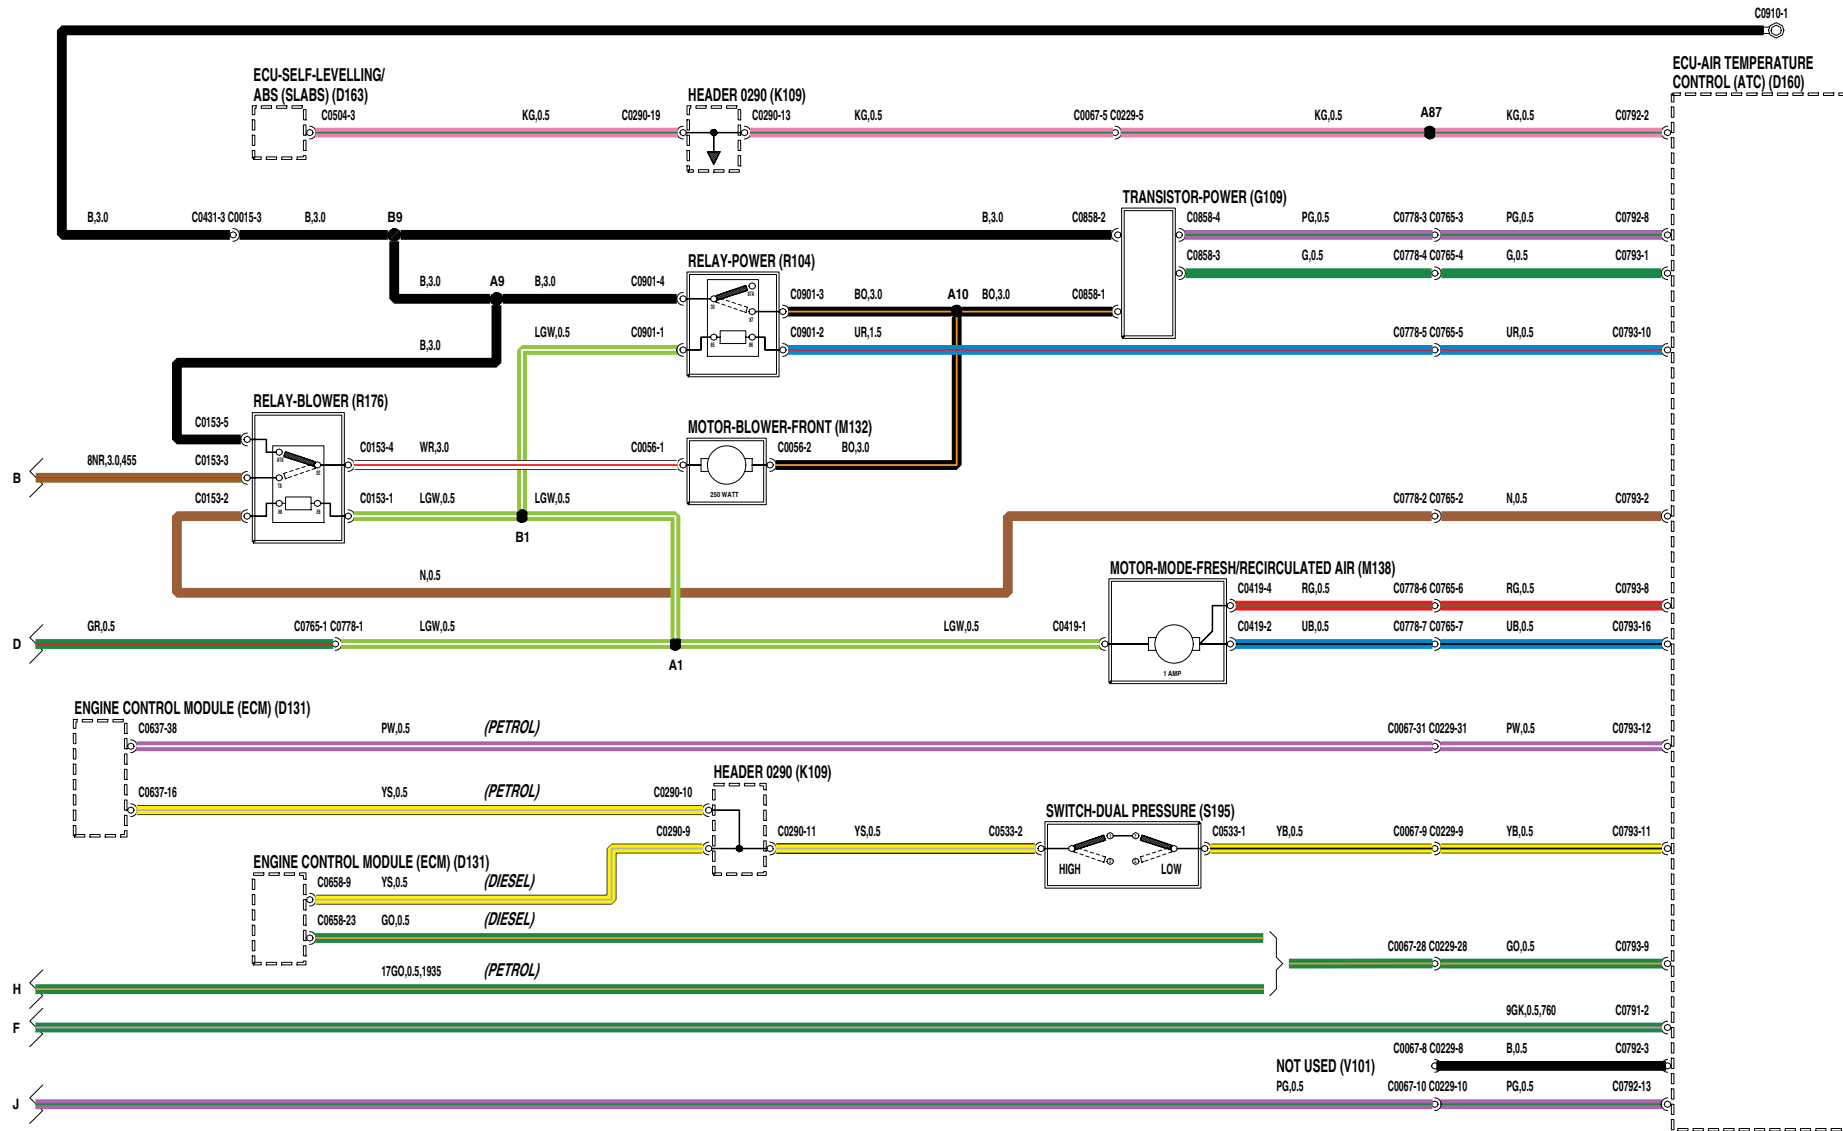 C0910-1
ECU-AIR TEMPERATURE
CONTROL (ATC) (D160)
ECU-SELF-LEVELLING/
ABS (SLABS) (D163)
HEADER 0290 (K109)
C0504-3 KG,0.5 C0290-19 C0290-13 KG,0.5 C0067-5 C0229-5 KG,0.5 A87 KG,0.5 C0792-2
TRANSISTOR-POWER (G109)
B,3.0 C0431-3 C0015-3 B,3.0 B9 B,3.0 C0858-2 C0858-4 PG,0.5 C0778-3 C0765-3 PG,0.5 C0792-8
RELAY-POWER (R104)
C0858-3 G,0.5 C0778-4 C0765-4 G,0.5 C0793-1
B,3.0 A9 B,3.0 C0901-4 C0901-3 BO,3.0 A10 BO,3.0 C0858-1
87A
30
87
LGW,0.5 C0901-1 C0901-2 UR,1.5 C0778-5 C0765-5 UR,0.5 C0793-10
85 86
B,3.0
RELAY-BLOWER (R176)
C0153-5
MOTOR-BLOWER-FRONT (M132)
C0153-4 WR,3.0 C0056-1 C0056-2 BO,3.0
B 8NR,3.0,455 C0153-3
250 WATT
C0153-2 C0153-1 LGW,0.5 LGW,0.5 C0778-2 C0765-2 N,0.5 C0793-2
B1
N,0.5
MOTOR-MODE-FRESH/RECIRCULATED AIR (M138)
C0419-4 RG,0.5 C0778-6 C0765-6 RG,0.5 C0793-8
D GR,0.5 C0765-1 C0778-1 LGW,0.5 LGW,0.5 C0419-1 C0419-2 UB,0.5 C0778-7 C0765-7 UB,0.5 C0793-16
A1
1 AMP
ENGINE CONTROL MODULE (ECM) (D131)
C0637-38 PW,0.5 (PETROL) C0067-31 C0229-31 PW,0.5 C0793-12
HEADER 0290 (K109)
C0637-16 YS,0.5 (PETROL) C0290-10
SWITCH-DUAL PRESSURE (S195)
C0290-9 C0290-11 YS,0.5 C0533-2 C0533-1 YB,0.5 C0067-9 C0229-9 YB,0.5 C0793-11
HIGH LOW
ENGINE CONTROL MODULE (ECM) (D131)
C0658-9 YS,0.5 (DIESEL)
C0658-23 GO,0.5 (DIESEL)
C0067-28 C0229-28 GO,0.5 C0793-9
H 17GO,0.5,1935 (PETROL)
F 9GK,0.5,760 C0791-2
NOT USED (V101) C0067-8 C0229-8 B,0.5 C0792-3
J PG,0.5 C0067-10 C0229-10 PG,0.5 C0792-13